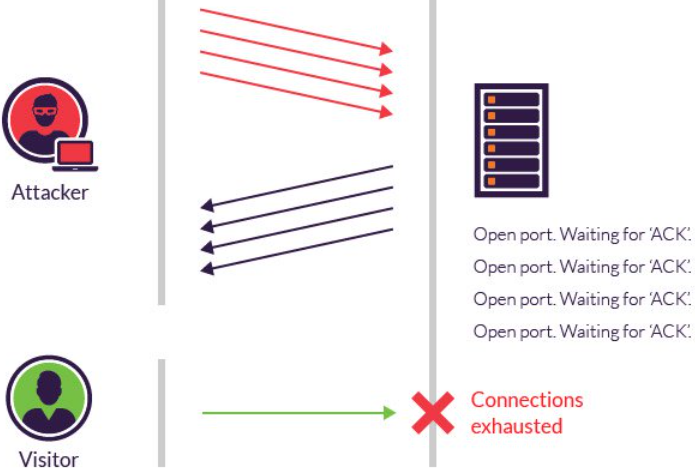 Attacker
Open port. Waiting for ‘ACK’.
Open port. Waiting for ‘ACK’.
Open port. Waiting for ‘ACK’.
Open port. Waiting for ‘ACK’.
Connections
exhausted
Visitor